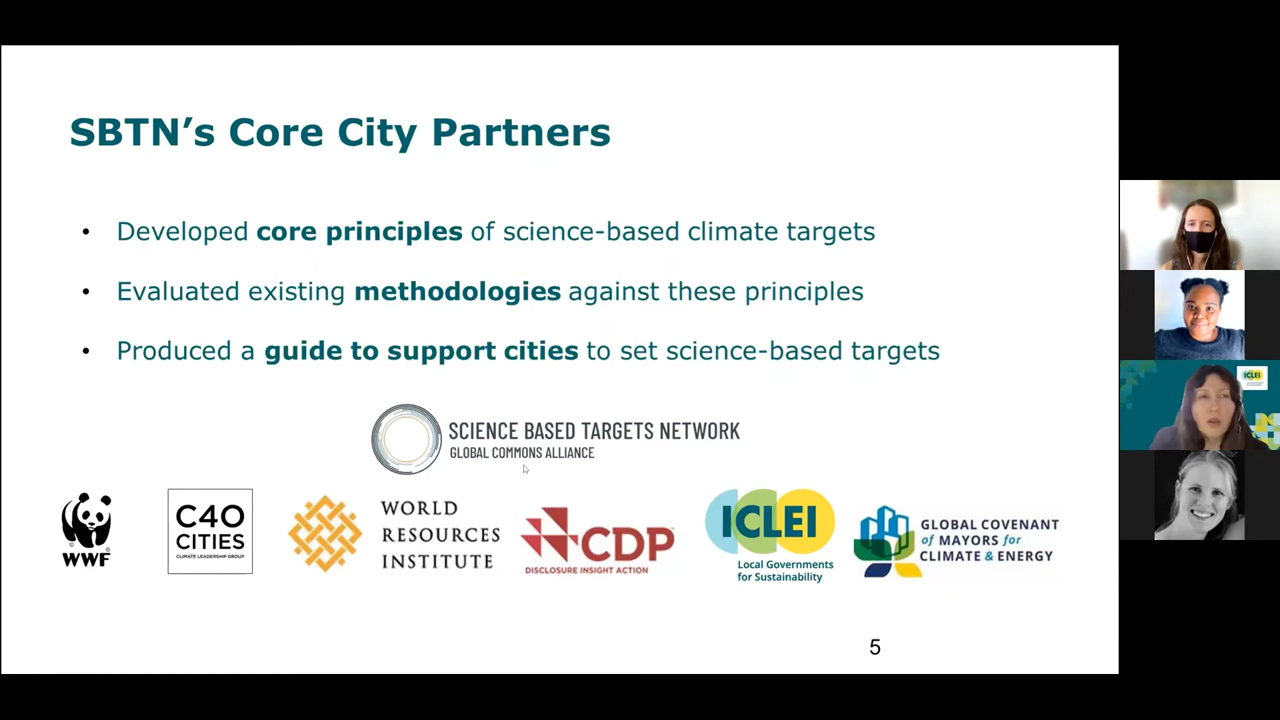 SBTN's Core City Partners
• Developed core principles of science-based climate targets
• Evaluated existing methodologies against these principles
• Produced a guide to support cities to set science-based targets
SCIENCE BASED TARGETS NETWORK
GLOBAL COMMONS ALLIANCE
WWF
C40
CITIES
CLIMATE LEADERSHIP GROUP
WORLD
RESOURCES
INSTITUTE
CDP
DISCLOSURE INSIGHT ACTION
ICLEI
Local Governments
for Sustainability
GLOBAL COVENANT
of MAYORS for
CLIMATE & ENERGY
5
ICLEI